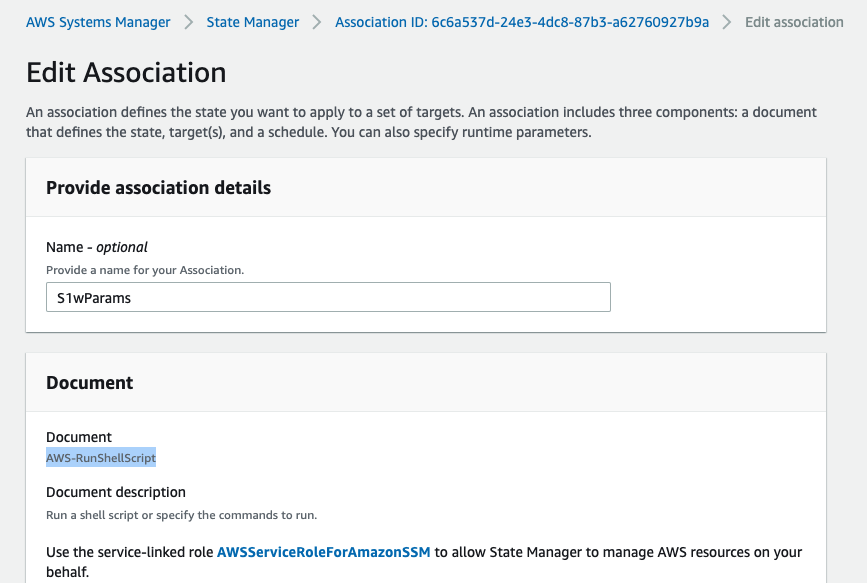 AWS Systems Manager > State Manager > Association ID: 6c6a537d-24e3-4dc8-87b3-a62760927b9a > Edit association
Edit Association
An association defines the state you want to apply to a set of targets. An association includes three components: a document
that defines the state, target(s), and a schedule. You can also specify runtime parameters.
Provide association details
Name - optional
Provide a name for your Association.
S1wParams
Document
Document
AWS-RunShellScript
Document description
Run a shell script or specify the commands to run.
Use the service-linked role AWSServiceRoleForAmazonSSM to allow State Manager to manage AWS resources on your
behalf.